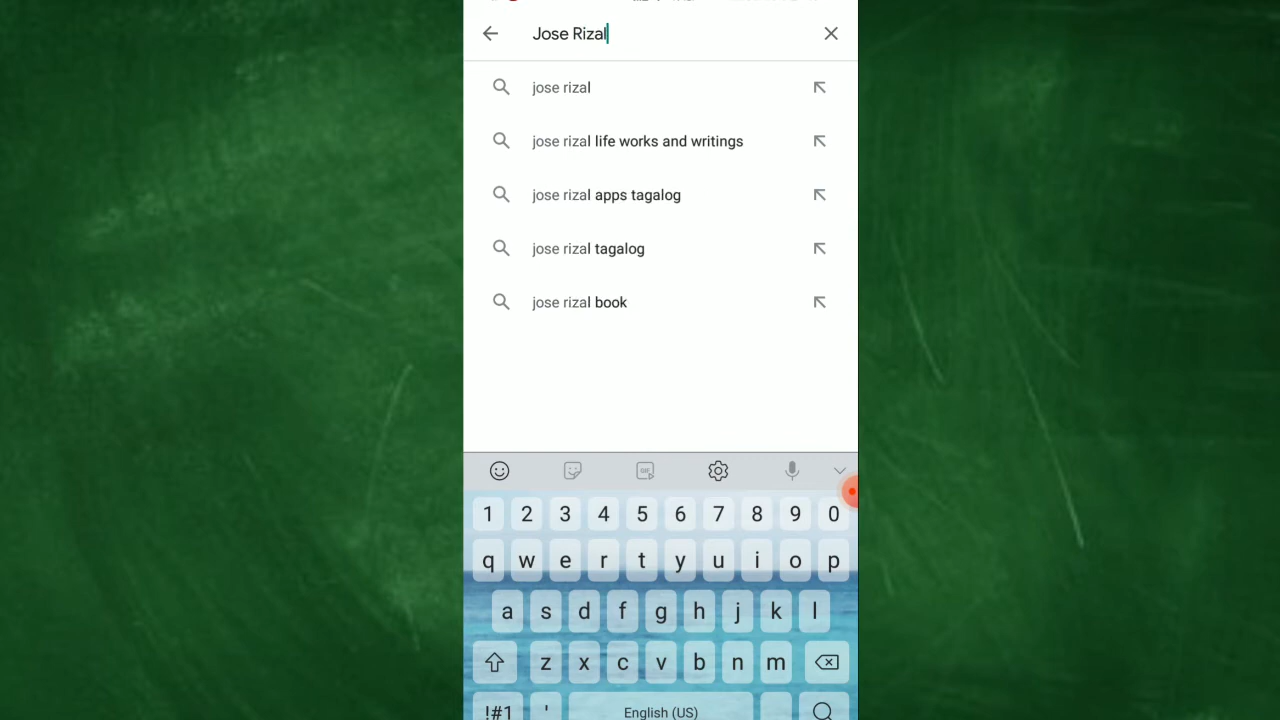 Jose Rizal
jose rizal
jose rizal life works and writings
jose rizal apps tagalog
jose rizal tagalog
jose rizal book
GIF
1 2 3 4 5 6 7 8 9 0
q w e r t y u i o p
a s d f g h j k l
z x c v b n m
!#1 ' English (US)